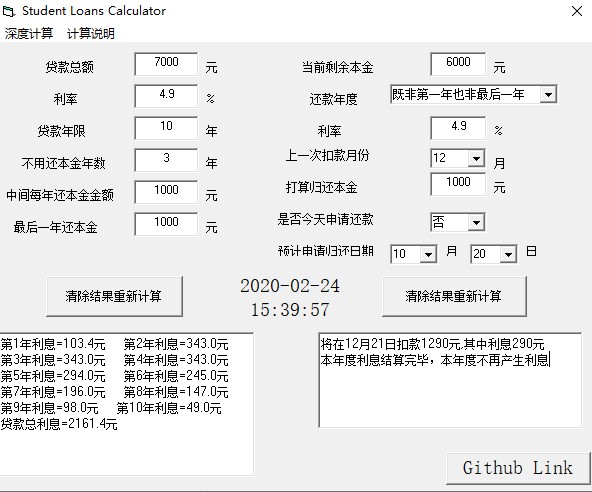 Student Loans Calculator
深度计算 计算说明
贷款总额 7000 元
利率 4.9 %
贷款年限 10 年
不用还本金年数 3 年
中间每年还本金金额 1000 元
最后一年还本金 1000 元
当前剩余本金 6000 元
还款年度 既非第一年也非最后一年
利率 4.9 %
上一次扣款月份 12 月
打算归还本金 1000 元
是否今天申请还款 否
预计申请归还日期 10 月 20 日
清除结果重新计算
2020-02-24
15:39:57
清除结果重新计算
第1年利息=103.4元 第2年利息=343.0元
第3年利息=343.0元 第4年利息=343.0元
第5年利息=294.0元 第6年利息=245.0元
第7年利息=196.0元 第8年利息=147.0元
第9年利息=98.0元 第10年利息=49.0元
贷款总利息=2161.4元
将在12月21日扣款1290元,其中利息290元
本年度利息结算完毕，本年度不再产生利息
Github Link